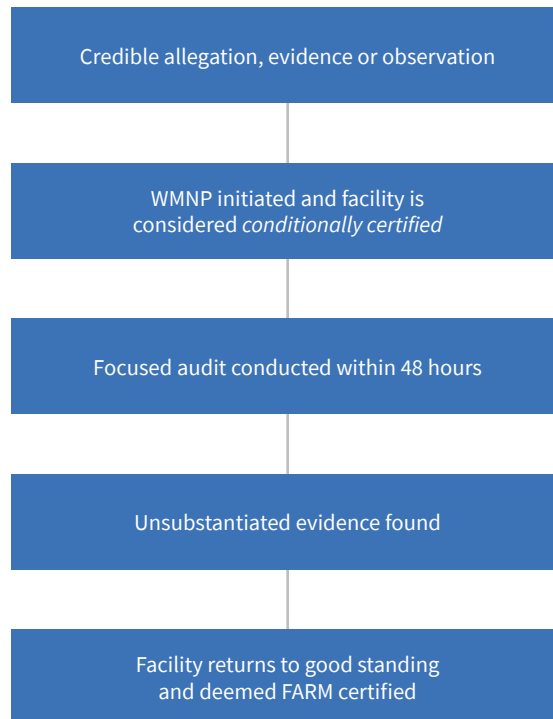 Credible allegation, evidence or observation
WMNP initiated and facility is
considered conditionally certified
Focused audit conducted within 48 hours
Unsubstantiated evidence found
Facility returns to good standing
and deemed FARM certified